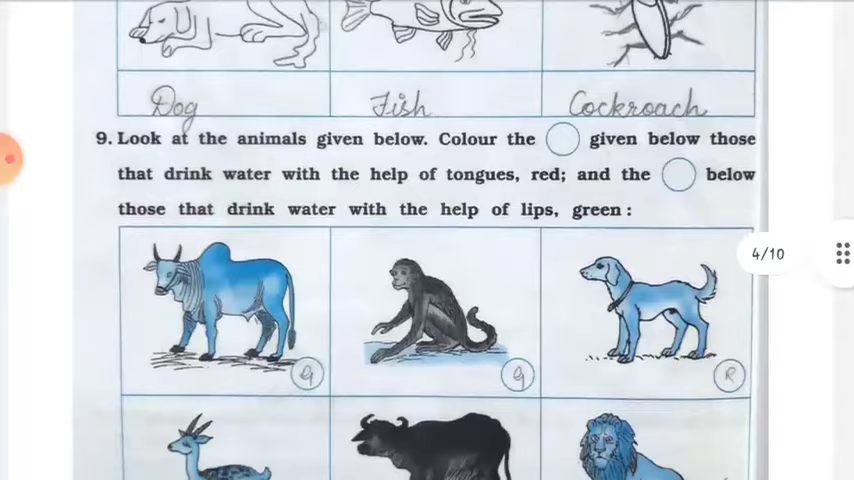 Dog Fish Cockroach
9. Look at the animals given below. Colour the given below those
that drink water with the help of tongues, red; and the below
those that drink water with the help of lips, green :
4/10
G G R